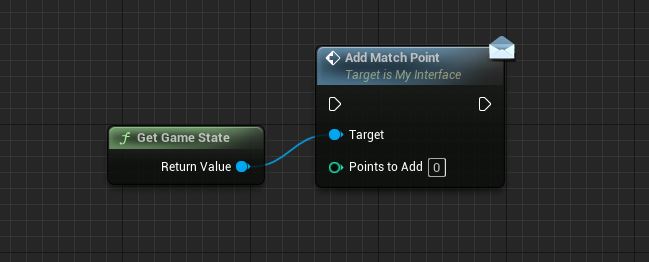 Add Match Point
Target is My Interface
Get Game State
Return Value
Target
Points to Add 0